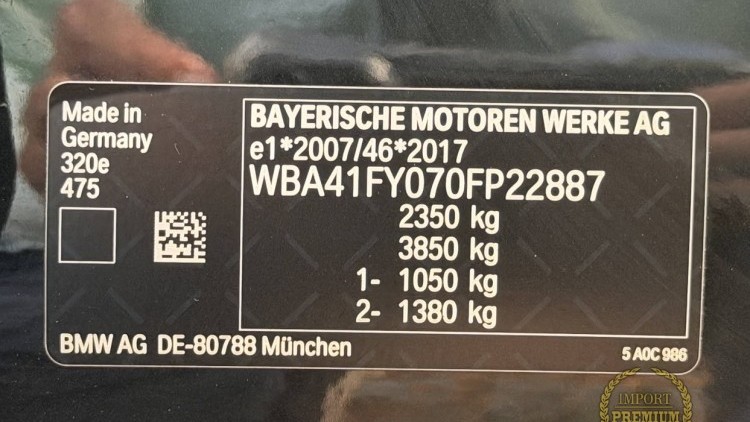 Made in
Germany
320e
475
BAYERISCHE MOTOREN WERKE AG
e1*2007/46*2017
WBA41FY070FP22887
2350 kg
3850 kg
1- 1050 kg
2- 1380 kg
BMW AG DE-80788 München
5 A0C 986
IMPORT
PREMIUM